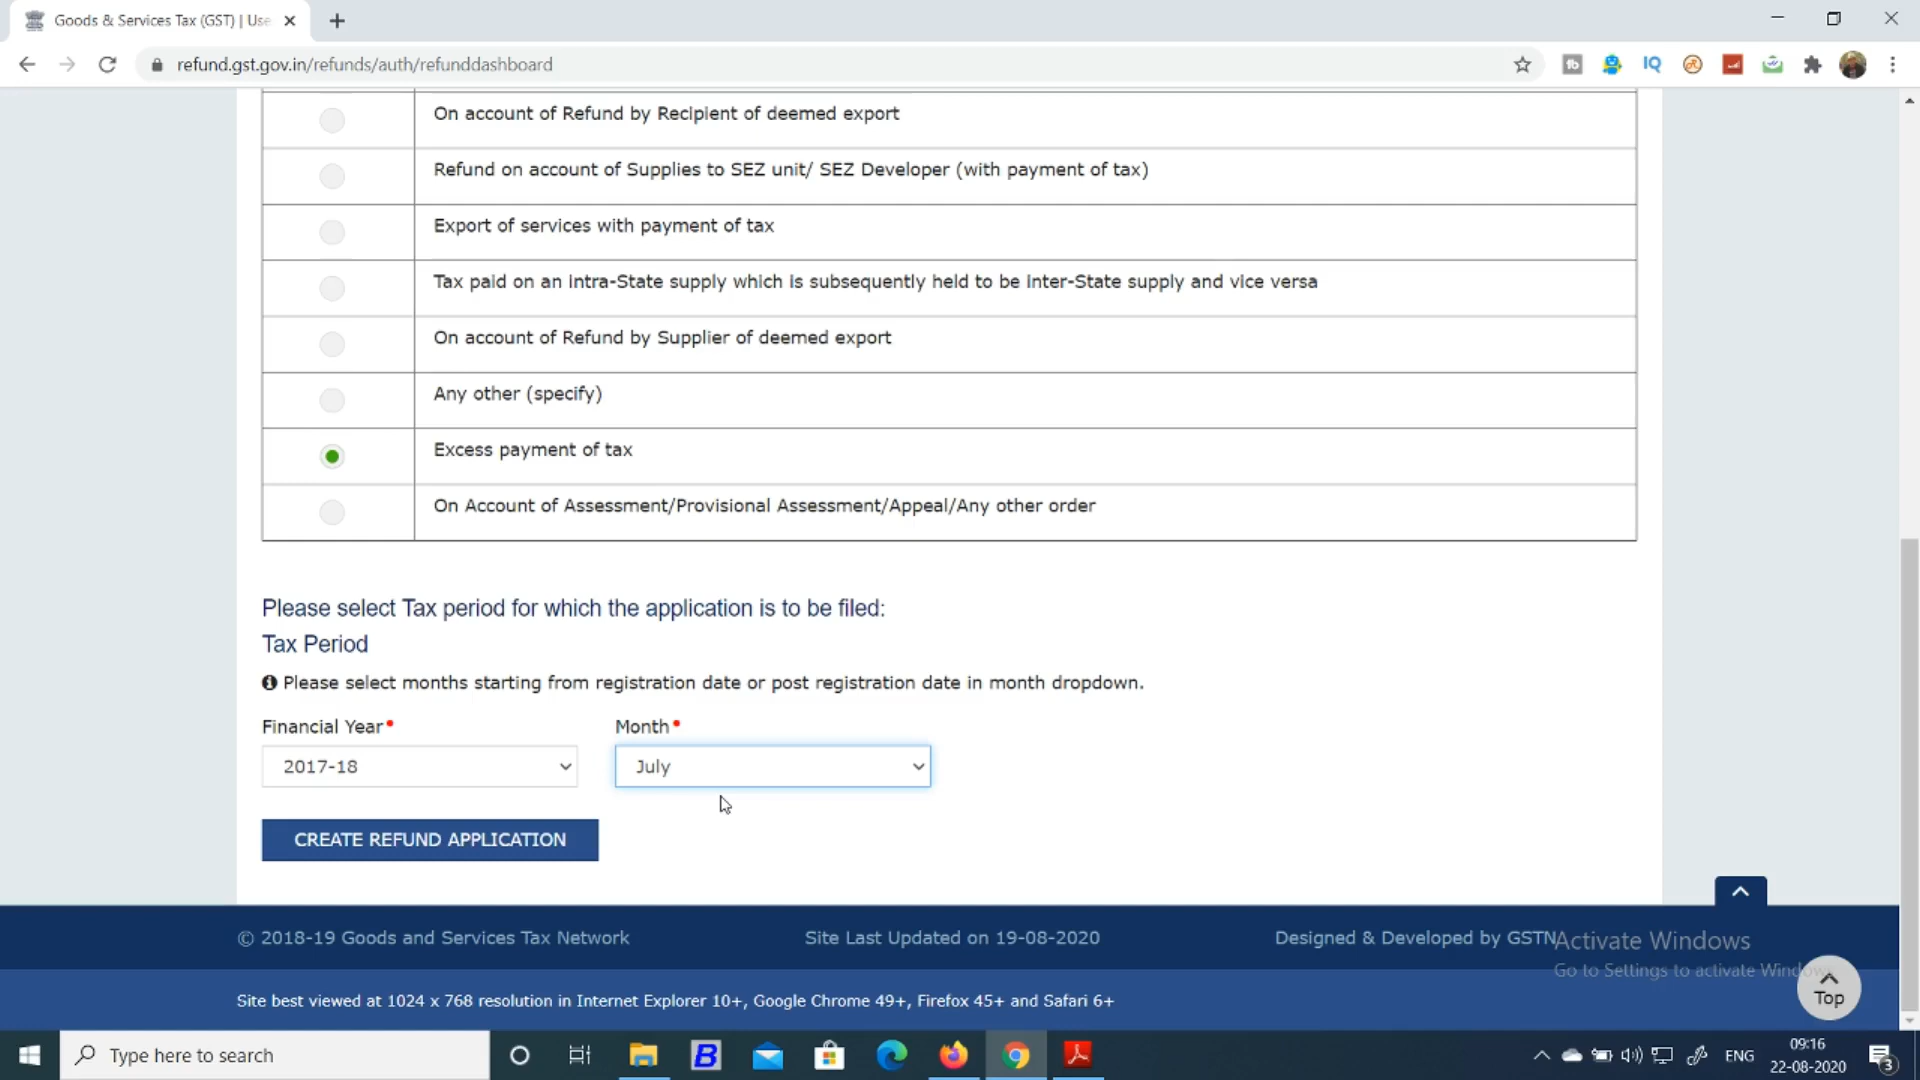 Goods & Services Tax (GST) | Use
refund.gst.gov.in/refunds/auth/refunddashboard
IQ
On account of Refund by Recipient of deemed export
Refund on account of Supplies to SEZ unit/ SEZ Developer (with payment of tax)
Export of services with payment of tax
Tax paid on an intra-State supply which is subsequently held to be inter-State supply and vice versa
On account of Refund by Supplier of deemed export
Any other (specify)
Excess payment of tax
On Account of Assessment/Provisional Assessment/Appeal/Any other order
Please select Tax period for which the application is to be filed:
Tax Period
Please select months starting from registration date or post registration date in month dropdown.
Financial Year• Month•
2017-18 July
CREATE REFUND APPLICATION
© 2018-19 Goods and Services Tax Network Site Last Updated on 19-08-2020 Designed & Developed by GSTN
Activate Windows
Go to Settings to activate Windows
Top
Site best viewed at 1024 x 768 resolution in Internet Explorer 10+, Google Chrome 49+, Firefox 45+ and Safari 6+
Type here to search
B
ENG
09:16
22-08-2020
3